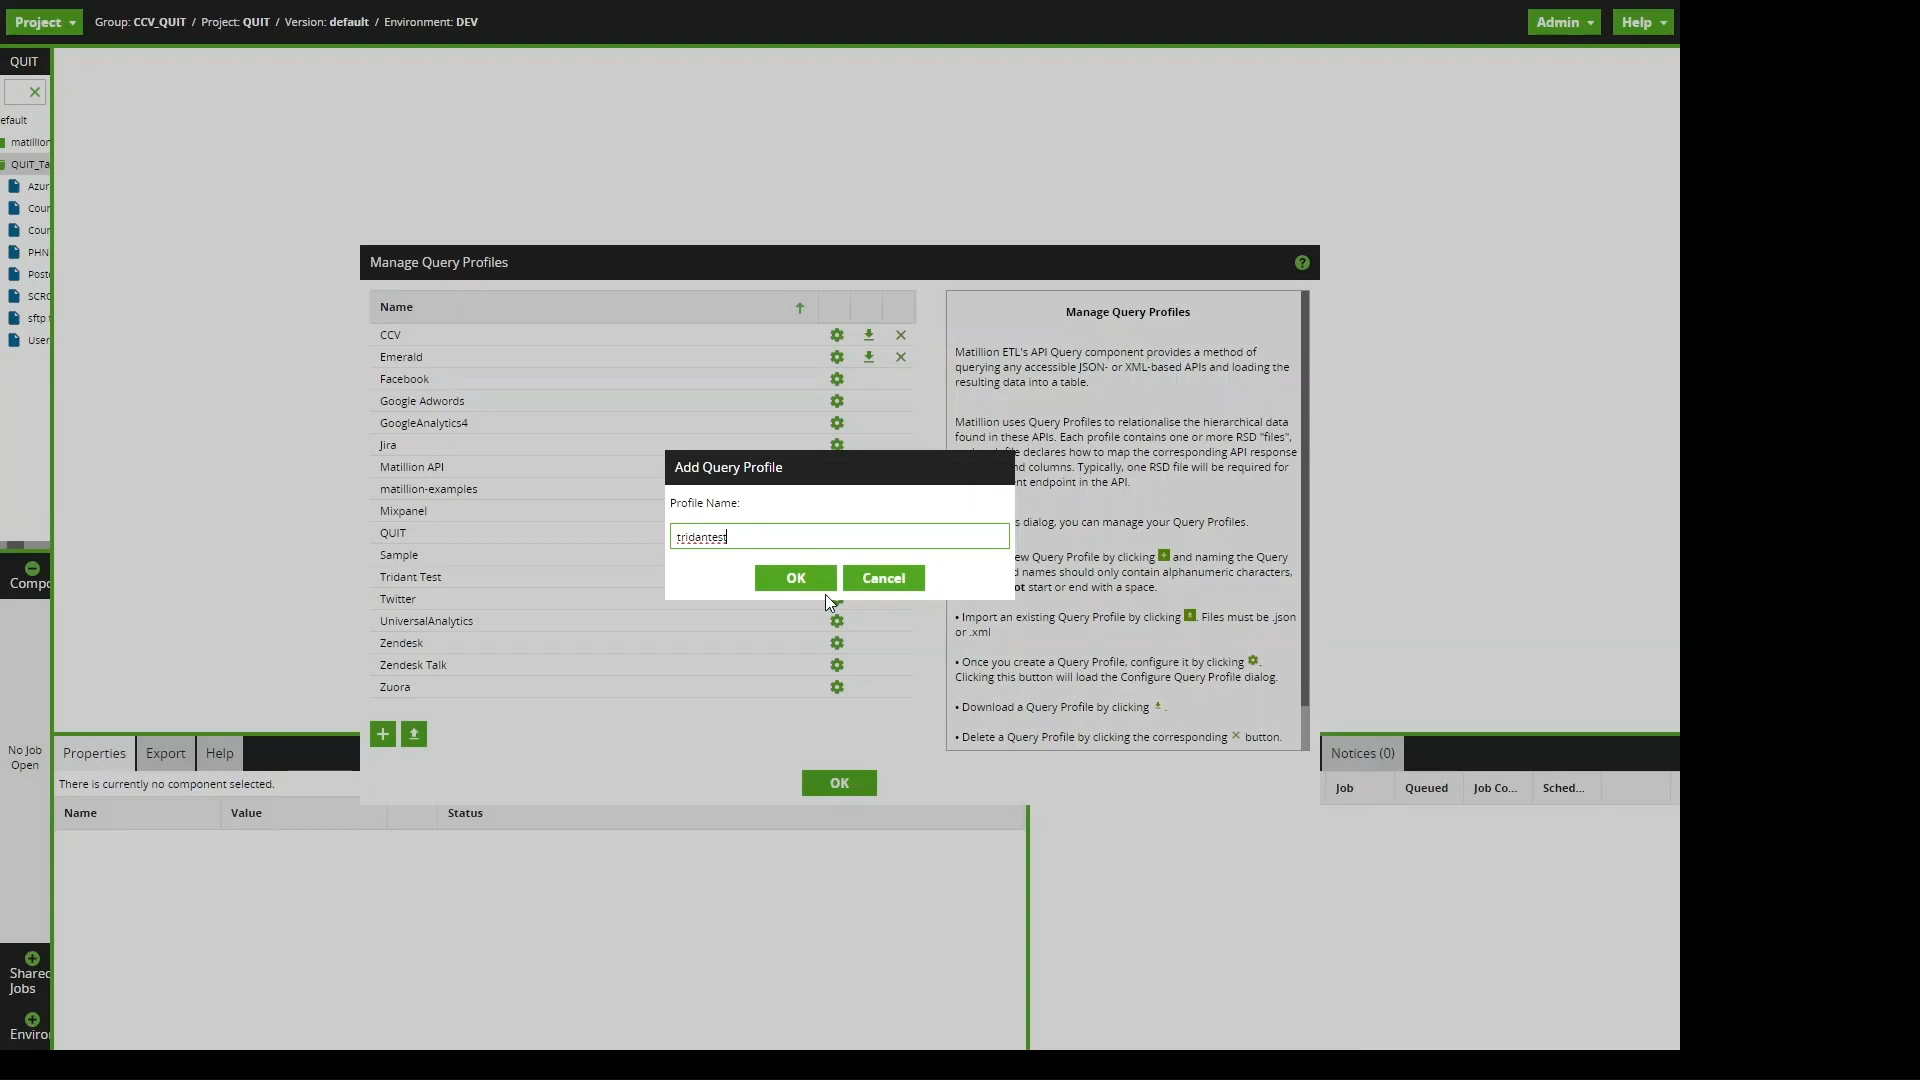 Project
Group: CCV_QUIT / Project: QUIT / Version: default / Environment: DEV
Admin
Help
QUIT
efault
matillion
QUIT_Ta
Azur
Cour
Cour
PHN
Post
SCRO
sftp t
User
Compo
No Job
Open
Shared
Jobs
Enviro
Manage Query Profiles
Name
CCV
Emerald
Facebook
Google Adwords
GoogleAnalytics4
Jira
Matillion API
matillion-examples
Mixpanel
QUIT
Sample
Tridant Test
Twitter
UniversalAnalytics
Zendesk
Zendesk Talk
Zuora
OK
Manage Query Profiles
Matillion ETL's API Query component provides a method of
querying any accessible JSON- or XML-based APIs and loading the
resulting data into a table.
Matillion uses Query Profiles to relationalise the hierarchical data
found in these APIs. Each profile contains one or more RSD "files",
declares how to map the corresponding API response
nd columns. Typically, one RSD file will be required for
nt endpoint in the API.
s dialog, you can manage your Query Profiles.
ew Query Profile by clicking and naming the Query
d names should only contain alphanumeric characters,
ot start or end with a space.
• Import an existing Query Profile by clicking . Files must be .json
or .xml
• Once you create a Query Profile, configure it by clicking .
Clicking this button will load the Configure Query Profile dialog.
• Download a Query Profile by clicking .
• Delete a Query Profile by clicking the corresponding button.
Add Query Profile
Profile Name:
tridantest
OK
Cancel
Properties
Export
Help
There is currently no component selected.
Name
Value
Status
Notices (0)
Job
Queued
Job Co...
Sched...